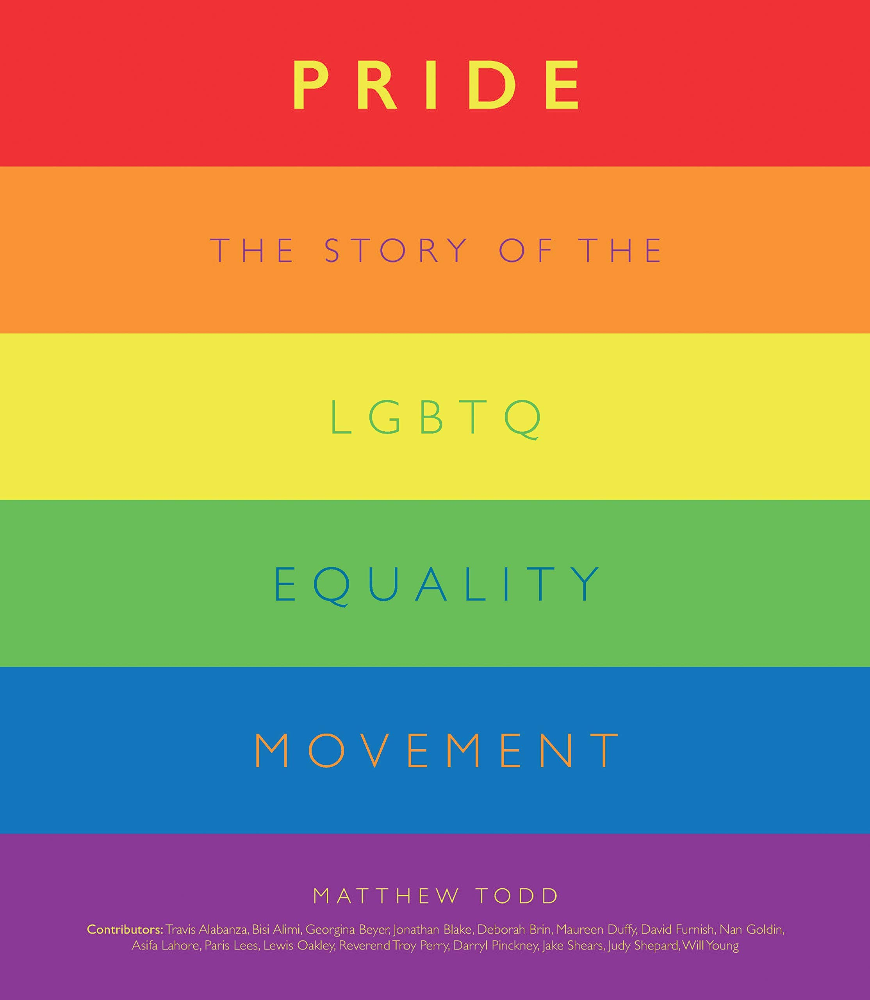 PRIDE
THE STORY OF THE
LGBTQ
EQUALITY
MOVEMENT
MATTHEW TODD
Contributors: Travis Alabanza, Bisi Alimi, Georgina Beyer, Jonathan Blake, Deborah Brin, Maureen Duffy, David Furnish, Nan Goldin,
Asifa Lahore, Paris Lees, Lewis Oakley, Reverend Troy Perry, Darryl Pinckney, Jake Shears, Judy Shepard, Will Young